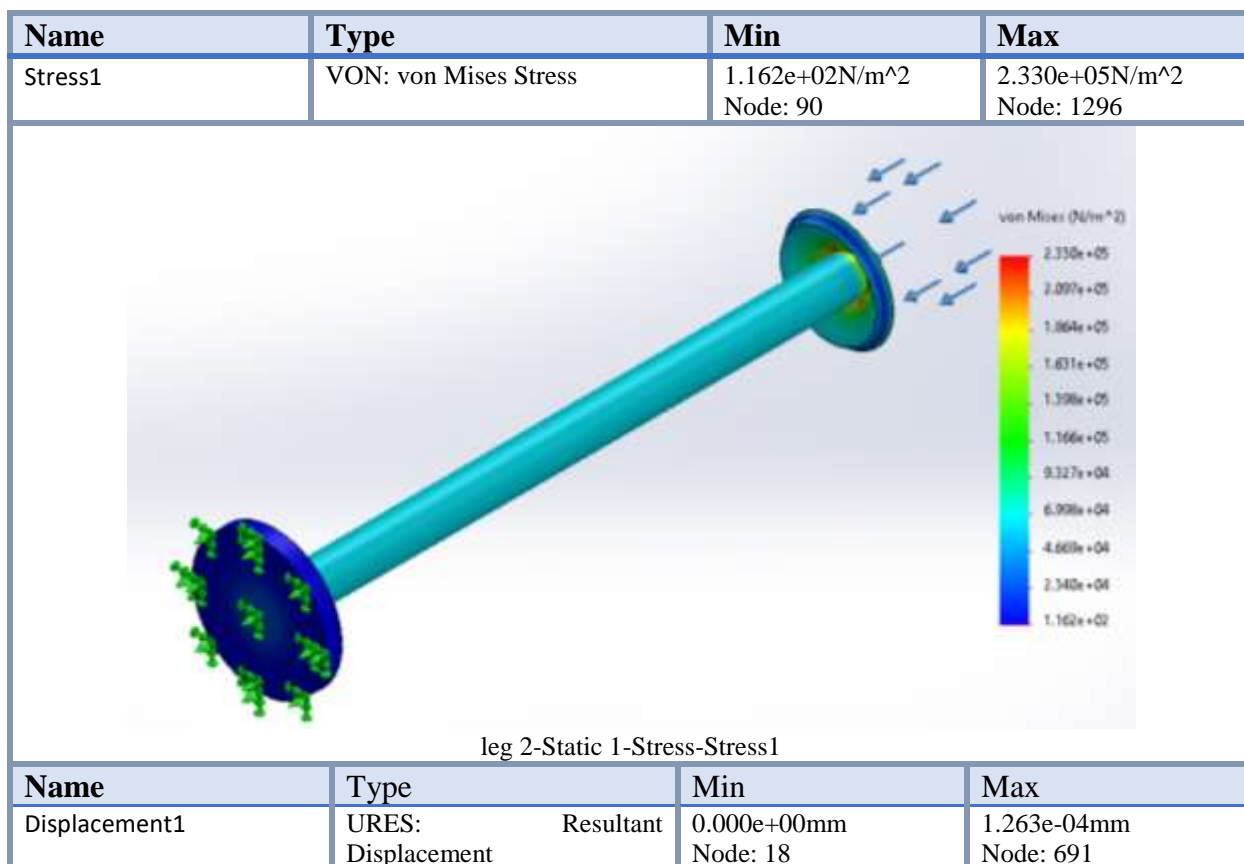 Name Type Min Max
Stress1 VON: von Mises Stress 1.162e+02N/m^2 2.330e+05N/m^2
Node: 90 Node: 1296
von Mises (N/m^2)
2.330e+05
2.097e+05
1.864e+05
1.631e+05
1.398e+05
1.166e+05
9.327e+04
6.998e+04
4.669e+04
2.340e+04
1.162e+02
leg 2-Static 1-Stress-Stress1
Name Type Min Max
Displacement1 URES: Resultant 0.000e+00mm 1.263e-04mm
Displacement Node: 18 Node: 691